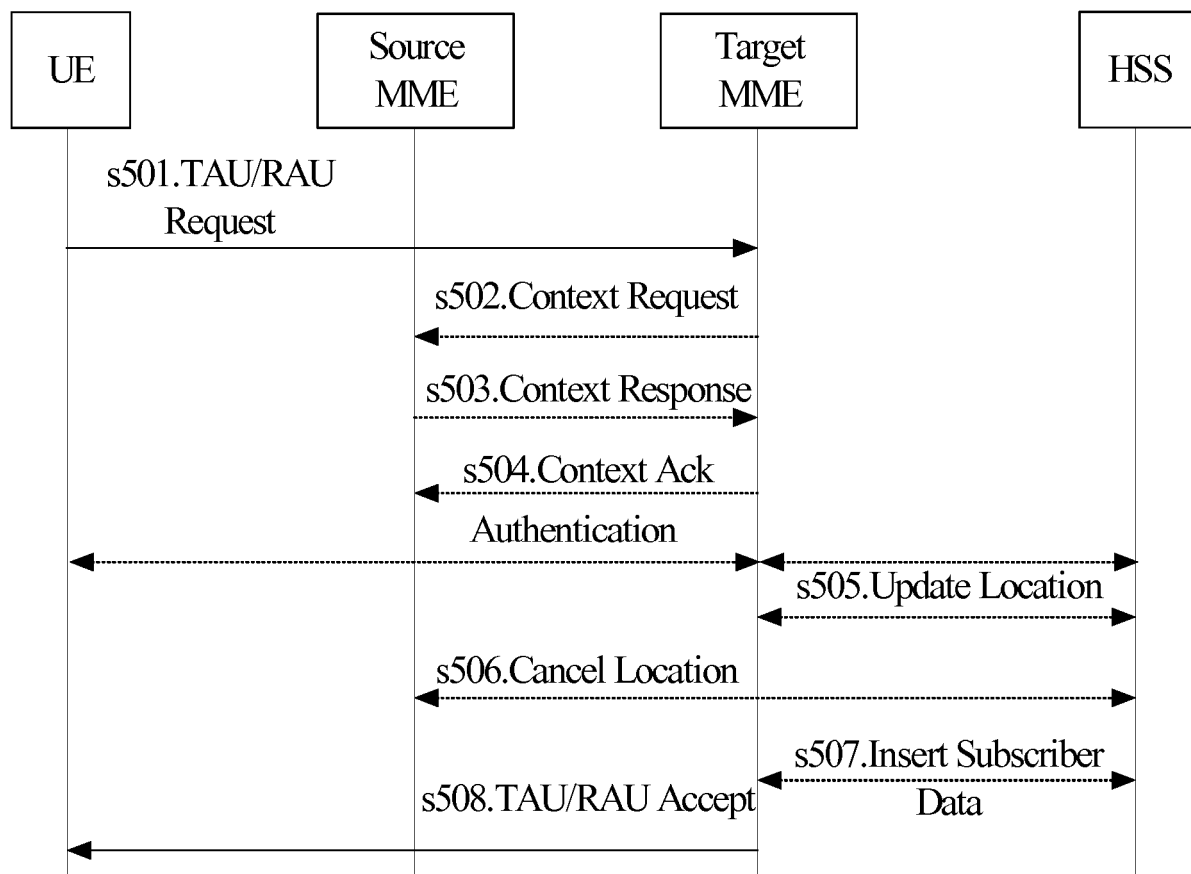 UE
Source
MME
Target
MME
HSS
s501.TAU/RAU
Request
s502.Context Request
s503.Context Response
s504.Context Ack
Authentication
s505.Update Location
s506.Cancel Location
s507.Insert Subscriber
Data
s508.TAU/RAU Accept